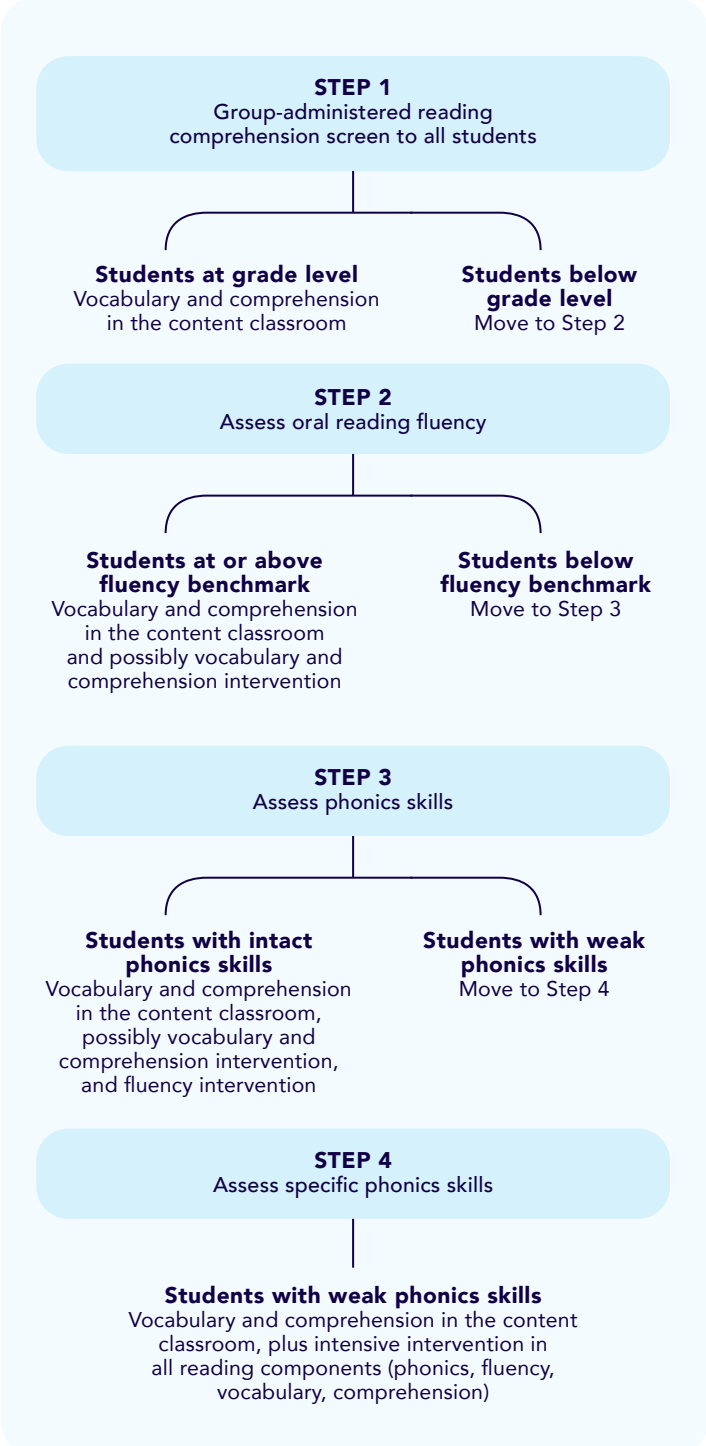 STEP 1
Group-administered reading
comprehension screen to all students
Students at grade level
Vocabulary and comprehension
in the content classroom
Students below
grade level
Move to Step 2
STEP 2
Assess oral reading fluency
Students at or above
fluency benchmark
Vocabulary and comprehension
in the content classroom
and possibly vocabulary and
comprehension intervention
Students below
fluency benchmark
Move to Step 3
STEP 3
Assess phonics skills
Students with intact
phonics skills
Vocabulary and comprehension
in the content classroom,
possibly vocabulary and
comprehension intervention,
and fluency intervention
Students with weak
phonics skills
Move to Step 4
STEP 4
Assess specific phonics skills
Students with weak phonics skills
Vocabulary and comprehension in the content
classroom, plus intensive intervention in
all reading components (phonics, fluency,
vocabulary, comprehension)